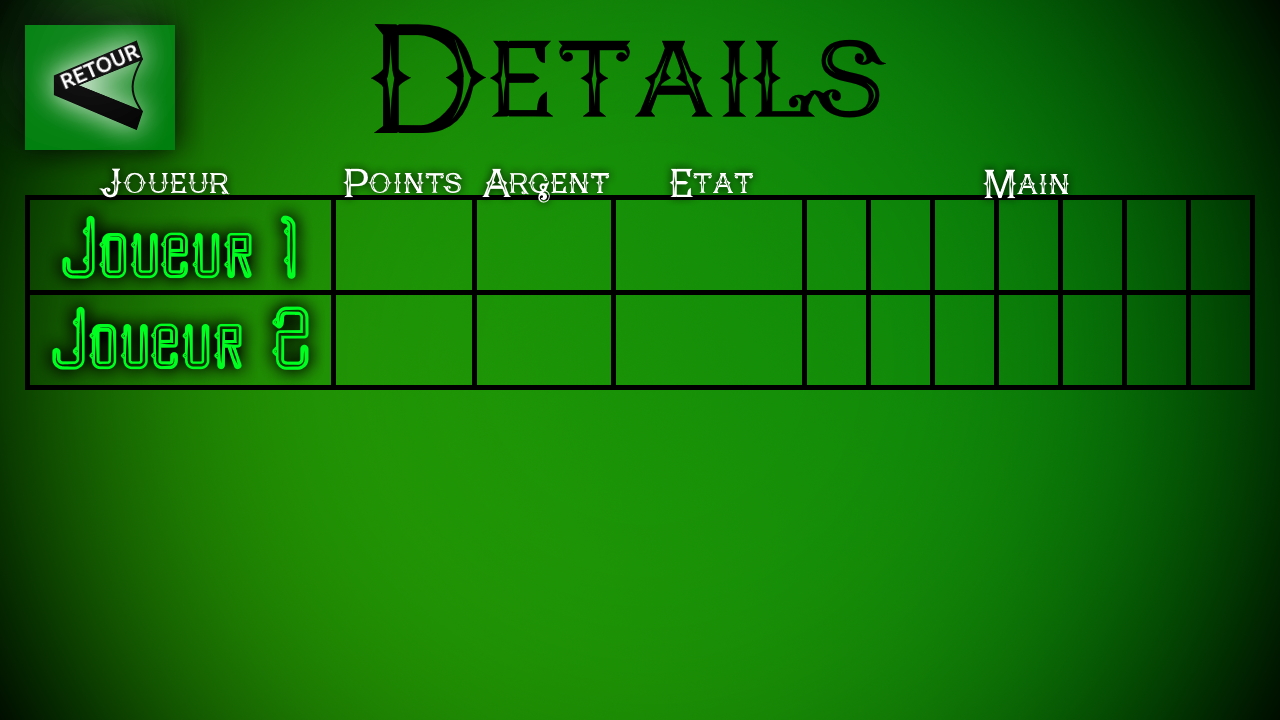 RETOUR
DETAILS
JOUEUR POINTS ARGENT ETAT MAIN
Joueur 1
Joueur 2